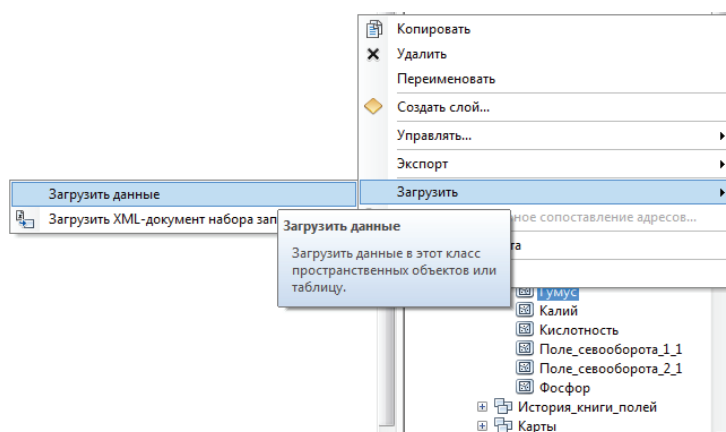 Копировать
Удалить
Переименовать
Создать слой...
Управлять...
Экспорт
Загрузить данные
Загрузить
Загрузить XML-документ набора
Загрузить данные
ное сопоставление адресов...
Загрузить данные в этот класс
пространственных объектов или
таблицу.
Гумус
Калий
Кислотность
Поле_севооборота_1_1
Поле_севооборота_2_1
Фосфор
История_книги_полей
Карты